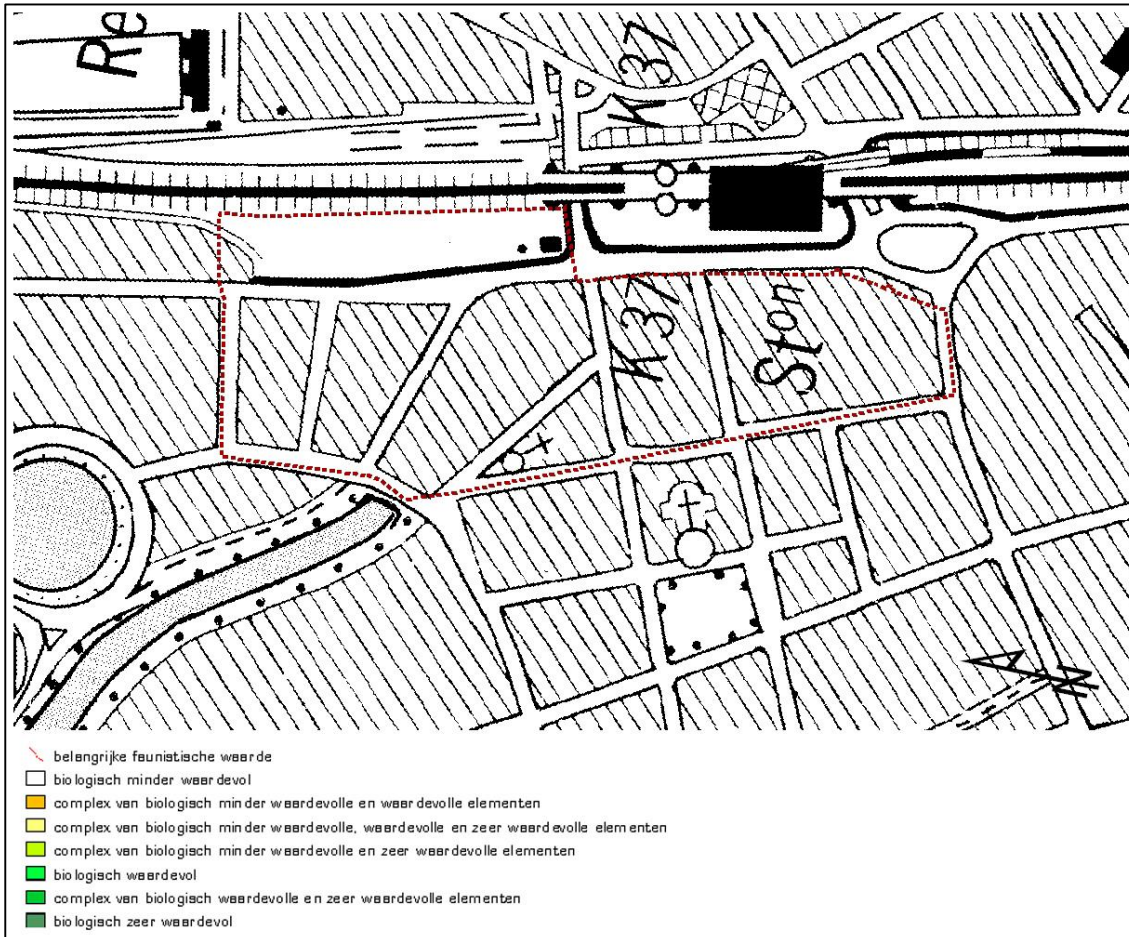 Re
K 37
K 37
Ston
belangrijke faunistische waarde
biologisch minder waardevol
complex van biologisch minder waardevolle en waardevolle elementen
complex van biologisch minder waardevolle, waardevolle en zeer waardevolle elementen
complex van biologisch minder waardevolle en zeer waardevolle elementen
biologisch waardevol
complex van biologisch waardevolle en zeer waardevolle elementen
biologisch zeer waardevol